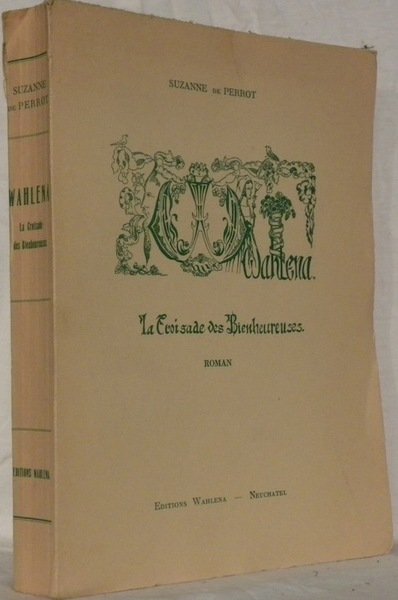 SUZANNE DE PERROT
Wahlena.
La Croisade des Bienheureuses.
ROMAN
EDITIONS WAHLENA — NEUCHATEL
SUZANNE
DE PERROT
WAHLENA
La Croisade
des Bienheureuses
EDITIONS WAHLENA